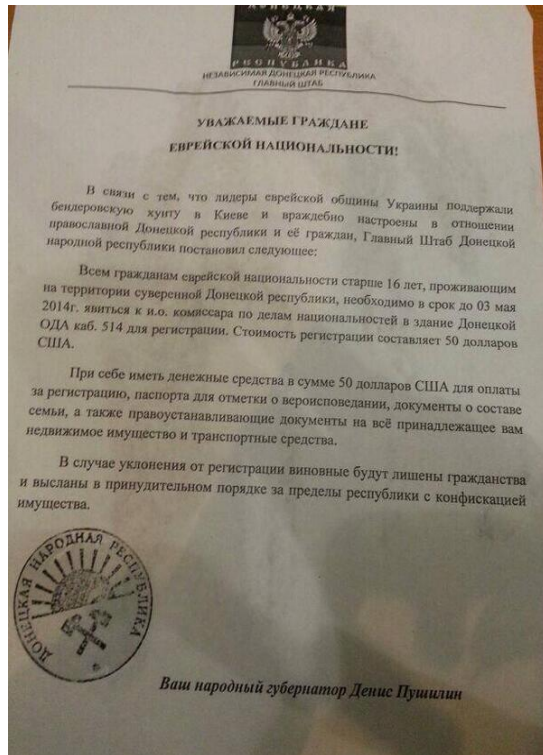 ДОНЕЦКАЯ
РЕСПУБЛИКА
НЕЗАВИСИМАЯ ДОНЕЦКАЯ РЕСПУБЛИКА
ГЛАВНЫЙ ШТАБ
УВАЖАЕМЫЕ ГРАЖДАНЕ
ЕВРЕЙСКОЙ НАЦИОНАЛЬНОСТИ!
В связи с тем, что лидеры еврейской общины Украины поддержали
бендеровскую хунту в Киеве и враждебно настроены в отношении
православной Донецкой республики и её граждан, Главный Штаб Донецкой
народной республики постановил следующее:
Всем гражданам еврейской национальности старше 16 лет, проживающим
на территории суверенной Донецкой республики, необходимо в срок до 03 мая
2014г. явиться к и.о. комиссара по делам национальностей в здание Донецкой
ОДА каб. 514 для регистрации. Стоимость регистрации составляет 50 долларов
США.
При себе иметь денежные средства в сумме 50 долларов США для оплаты
за регистрацию, паспорта для отметки о вероисповедании, документы о составе
семьи, а также правоустанавливающие документы на всё принадлежащее вам
недвижимое имущество и транспортные средства.
В случае уклонения от регистрации виновные будут лишены гражданства
и высланы в принудительном порядке за пределы республики с конфискацией
имущества.
ДОНЕЦКАЯ НАРОДНАЯ РЕСПУБЛИКА
Ваш народный губернатор Денис Пушилин